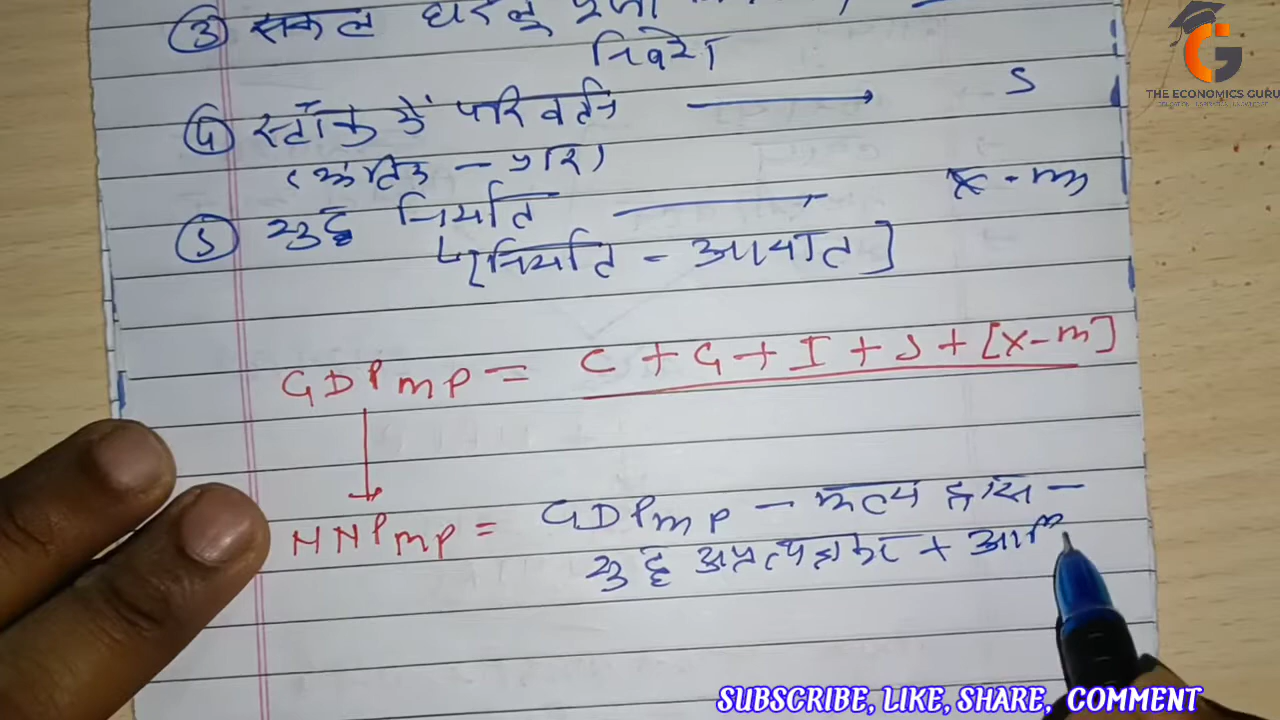 ③ सकल घरेलू
निवेश
④ स्टॉक में परिवर्तन → S
(अंतिम - प्रारं)
⑤ शुद्ध निर्यात → X - m
↳ [निर्यात - आयात]
GDPMP = C + G + I + S + [X - m]
NNPMP = GDPMP - मूल्य ह्रास -
शुद्ध अप्रत्यक्ष कर +
THE ECONOMICS GURU
SUBSCRIBE, LIKE, SHARE, COMMENT